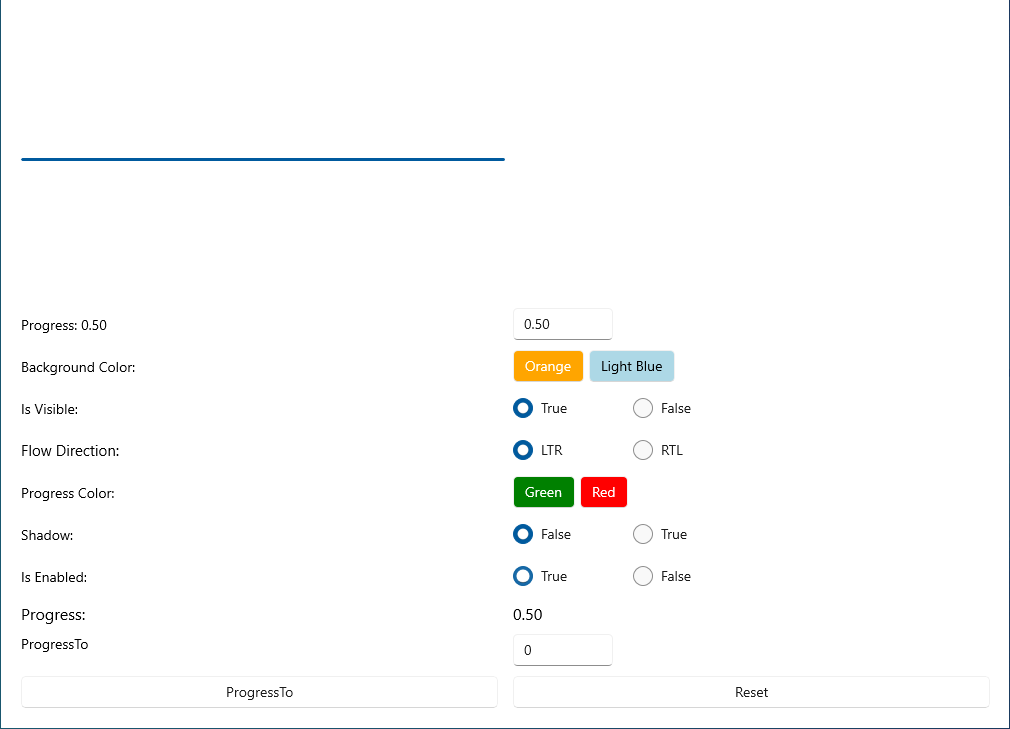 Progress: 0.50 0.50
Background Color: Orange Light Blue
Is Visible: True False
Flow Direction: LTR RTL
Progress Color: Green Red
Shadow: False True
Is Enabled: True False
Progress: 0.50
ProgressTo 0
ProgressTo Reset